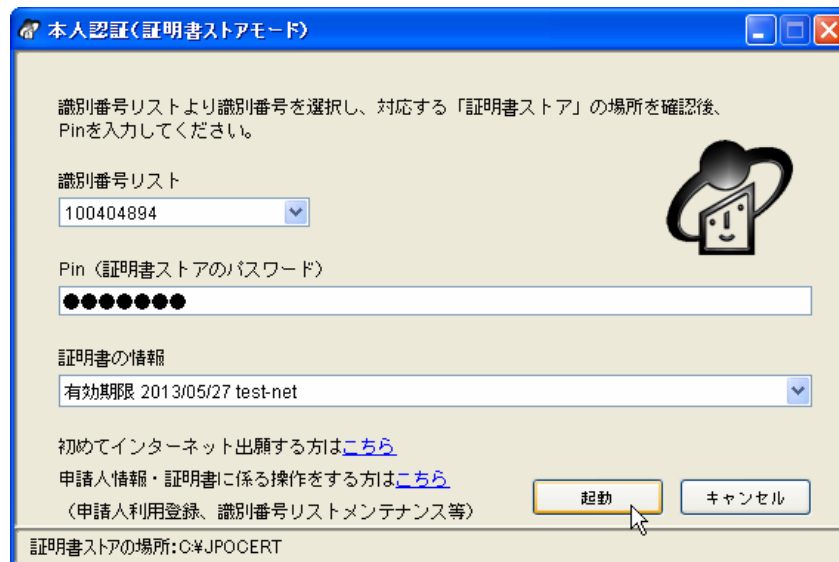 本人認証(証明書ストアモード)
識別番号リストより識別番号を選択し、対応する「証明書ストア」の場所を確認後、
Pinを入力してください。
識別番号リスト
100404894
Pin（証明書ストアのパスワード）
●●●●●●●
証明書の情報
有効期限 2013/05/27 test-net
初めてインターネット出願する方はこちら
申請人情報・証明書に係る操作をする方はこちら
（申請人利用登録、識別番号リストメンテナンス等）
起動
キャンセル
証明書ストアの場所:C:¥JPOCERT